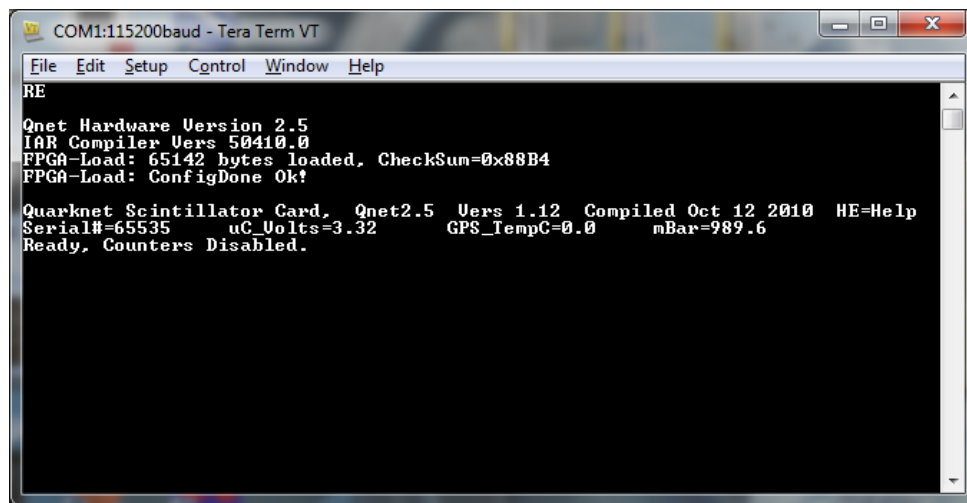 COM1:115200baud - Tera Term VT
File Edit Setup Control Window Help
RE
Qnet Hardware Version 2.5
IAR Compiler Vers 50410.0
FPGA-Load: 65142 bytes loaded, CheckSum=0x88B4
FPGA-Load: ConfigDone Ok!
Quarknet Scintillator Card, Qnet2.5 Vers 1.12 Compiled Oct 12 2010 HE=Help
Serial#=65535 uC_Volts=3.32 GPS_TempC=0.0 mBar=989.6
Ready, Counters Disabled.